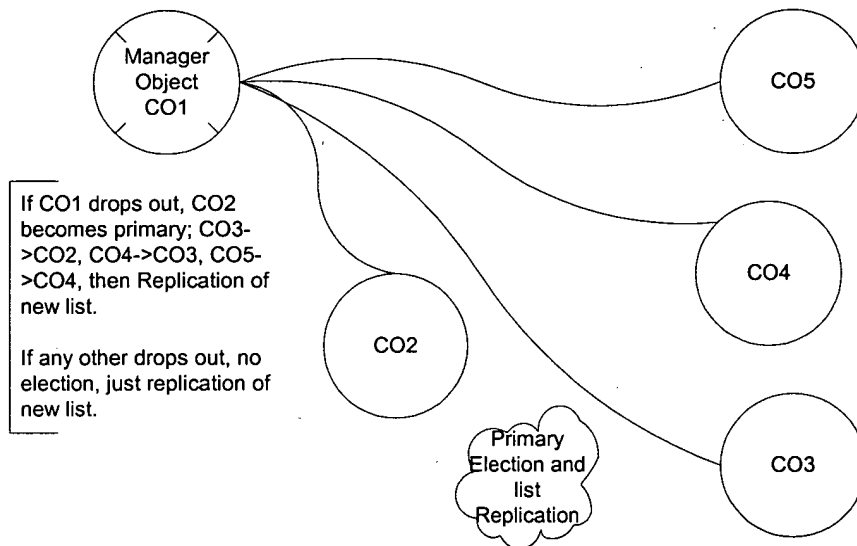 Manager
Object
CO1
CO5
If CO1 drops out, CO2
becomes primary; CO3-
>CO2, CO4->CO3, CO5-
>CO4, then Replication of
new list.
If any other drops out, no
election, just replication of
new list.
CO4
CO2
Primary
Election and
list
Replication
CO3